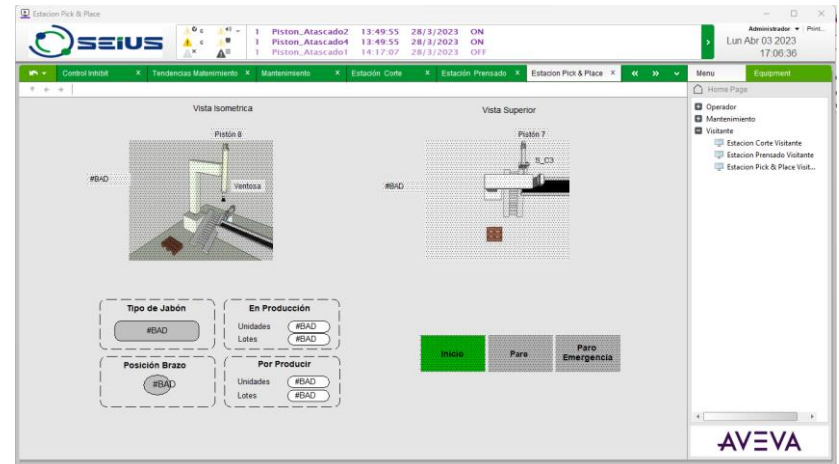 Estacion Pick & Place
SEIUS
1 Piston_Atascado2 13:49:55 28/3/2023 ON
1 Piston_Atascado4 13:49:55 28/3/2023 ON
1 Piston_Atascado1 14:17:07 28/3/2023 OFF
Administrador Print...
Lun Abr 03 2023
17:06:36
Control Inhibit X Tendencias Matenimiento X Mantenimiento X Estación Corte X Estación Prensado X Estacion Pick & Place X
Menu Equipment
Home Page
Operador
Mantenimiento
Visitante
Estacion Corte Visitante
Estacion Prensado Visitante
Estacion Pick & Place Visit...
Vista Isometrica
Vista Superior
Pistón 8
#BAD
Ventosa
Pistón 7
S_C3
#BAD
Tipo de Jabón
#BAD
En Producción
Unidades #BAD
Lotes #BAD
Posición Brazo
#BAD
Por Producir
Unidades #BAD
Lotes #BAD
Inicio
Paro
Paro
Emergencia
AVEVA